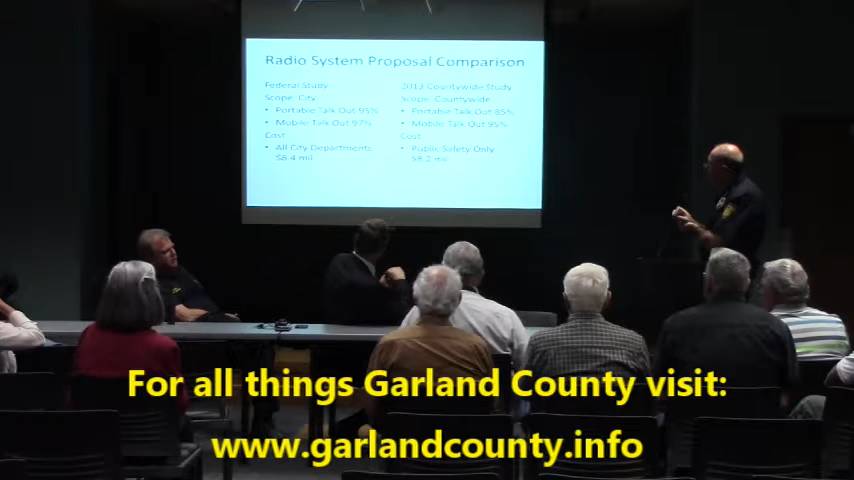 Radio System Proposal Comparison
Federal Study
Scope: City
• Portable Talk Out 95%
• Mobile Talk Out 97%
Cost
• All City Departments
$8.4 mil
2013 Countywide Study
Scope: Countywide
• Portable Talk Out 85%
• Mobile Talk Out 95%
Cost
• Public Safety Only
$8.2 mil
For all things Garland County visit:
www.garlandcounty.info